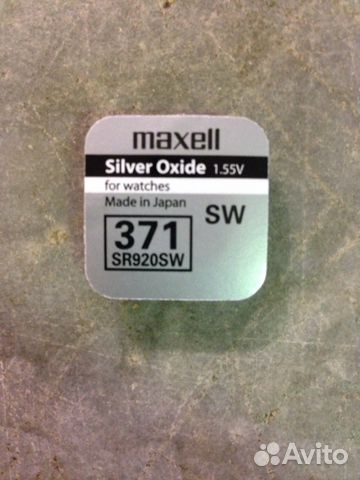 maxell
Silver Oxide 1.55V
for watches
Made in Japan
SW
371
SR920SW
Avito